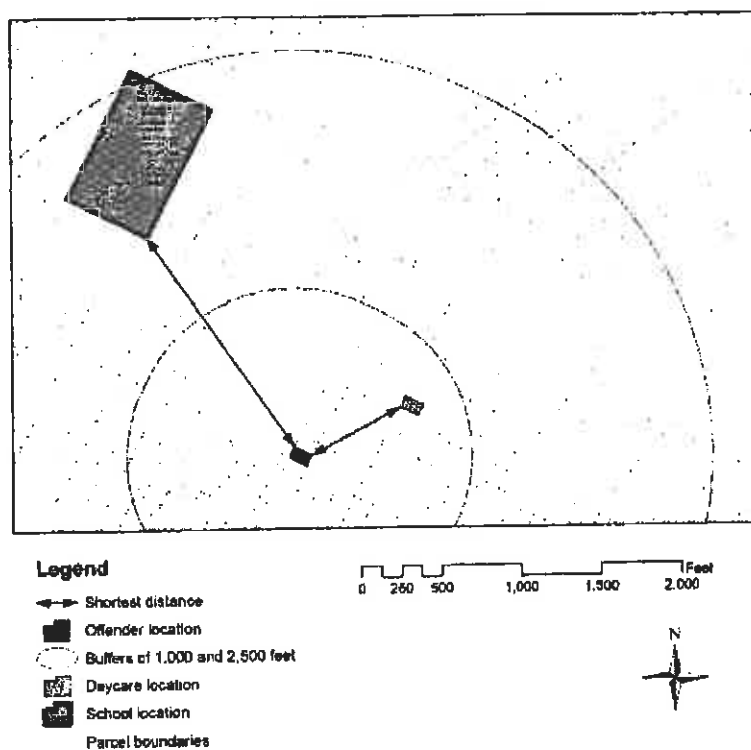 Legend
Shortest distance
Offender location
Buffers of 1,000 and 2,500 feet
Daycare location
School location
Parcel boundaries
Feet
0 250 500 1,000 1,500 2,000
N